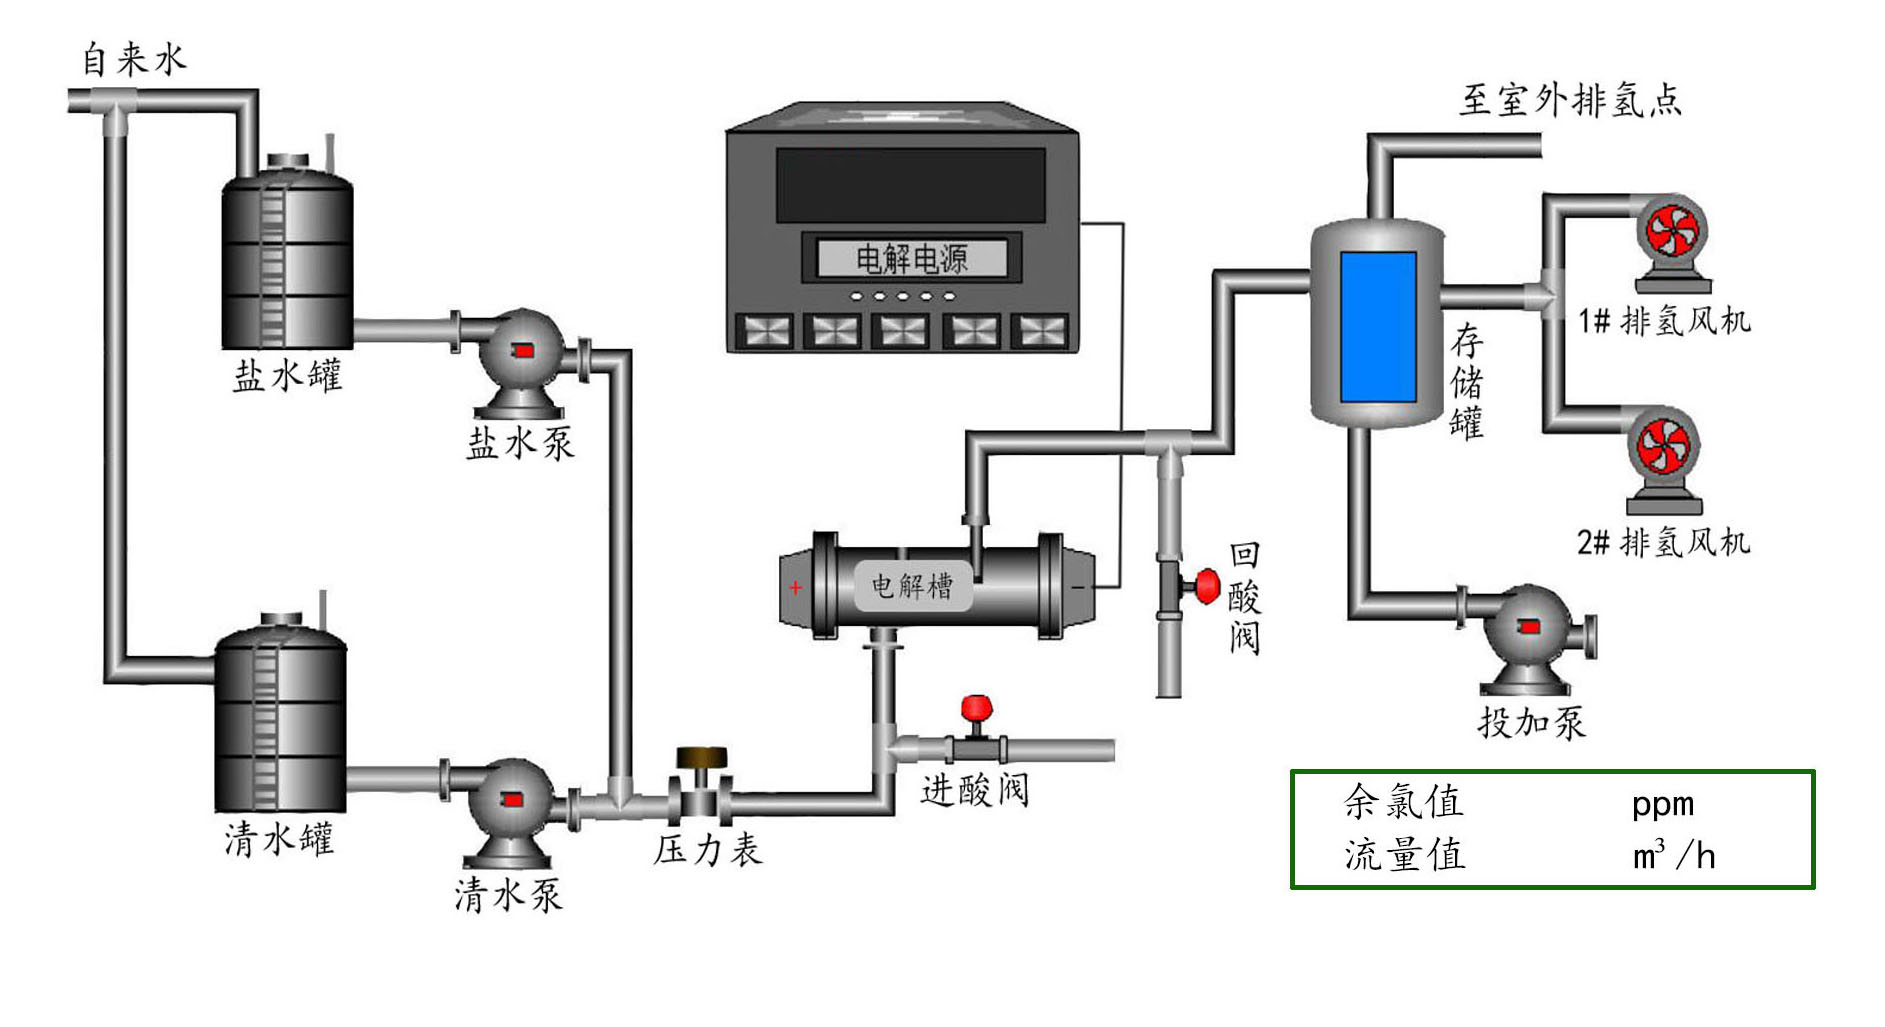 自来水
至室外排氢点
电解电源
1#排氢风机
存储罐
盐水罐
盐水泵
2#排氢风机
回酸阀
+
电解槽
−
投加泵
进酸阀
清水罐
压力表
清水泵
余氯值 ppm
流量值 m³/h